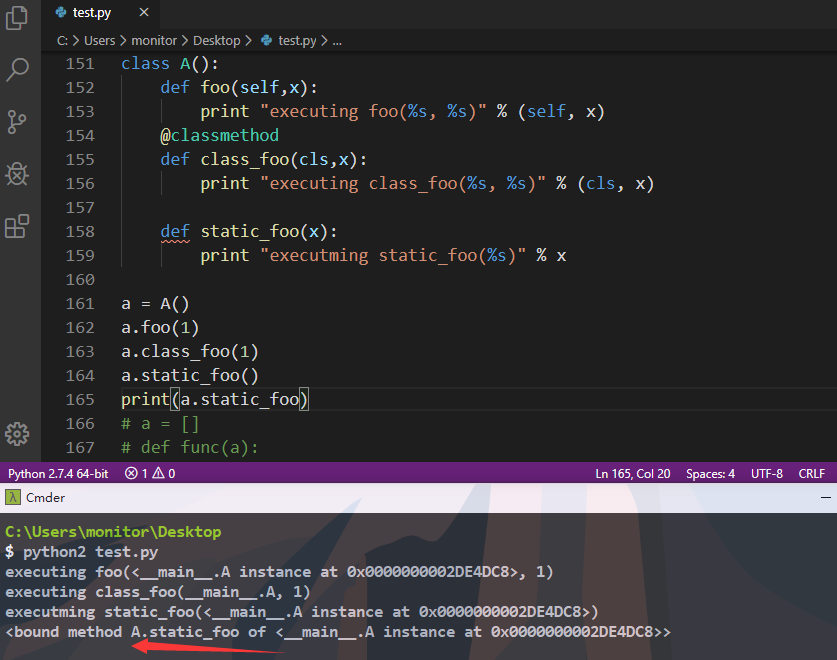 test.py
C: > Users > monitor > Desktop > test.py > ...
151 class A():
152     def foo(self,x):
153         print "executing foo(%s, %s)" % (self, x)
154     @classmethod
155     def class_foo(cls,x):
156         print "executing class_foo(%s, %s)" % (cls, x)
157
158     def static_foo(x):
159         print "executming static_foo(%s)" % x
160
161 a = A()
162 a.foo(1)
163 a.class_foo(1)
164 a.static_foo()
165 print(a.static_foo)
166 # a = []
167 # def func(a):
Python 2.7.4 64-bit 1 0 Ln 165, Col 20 Spaces: 4 UTF-8 CRLF
λ Cmder
C:\Users\monitor\Desktop
$ python2 test.py
executing foo(<__main__.A instance at 0x0000000002DE4DC8>, 1)
executing class_foo(__main__.A, 1)
executming static_foo(<__main__.A instance at 0x0000000002DE4DC8>)
<bound method A.static_foo of <__main__.A instance at 0x0000000002DE4DC8>>